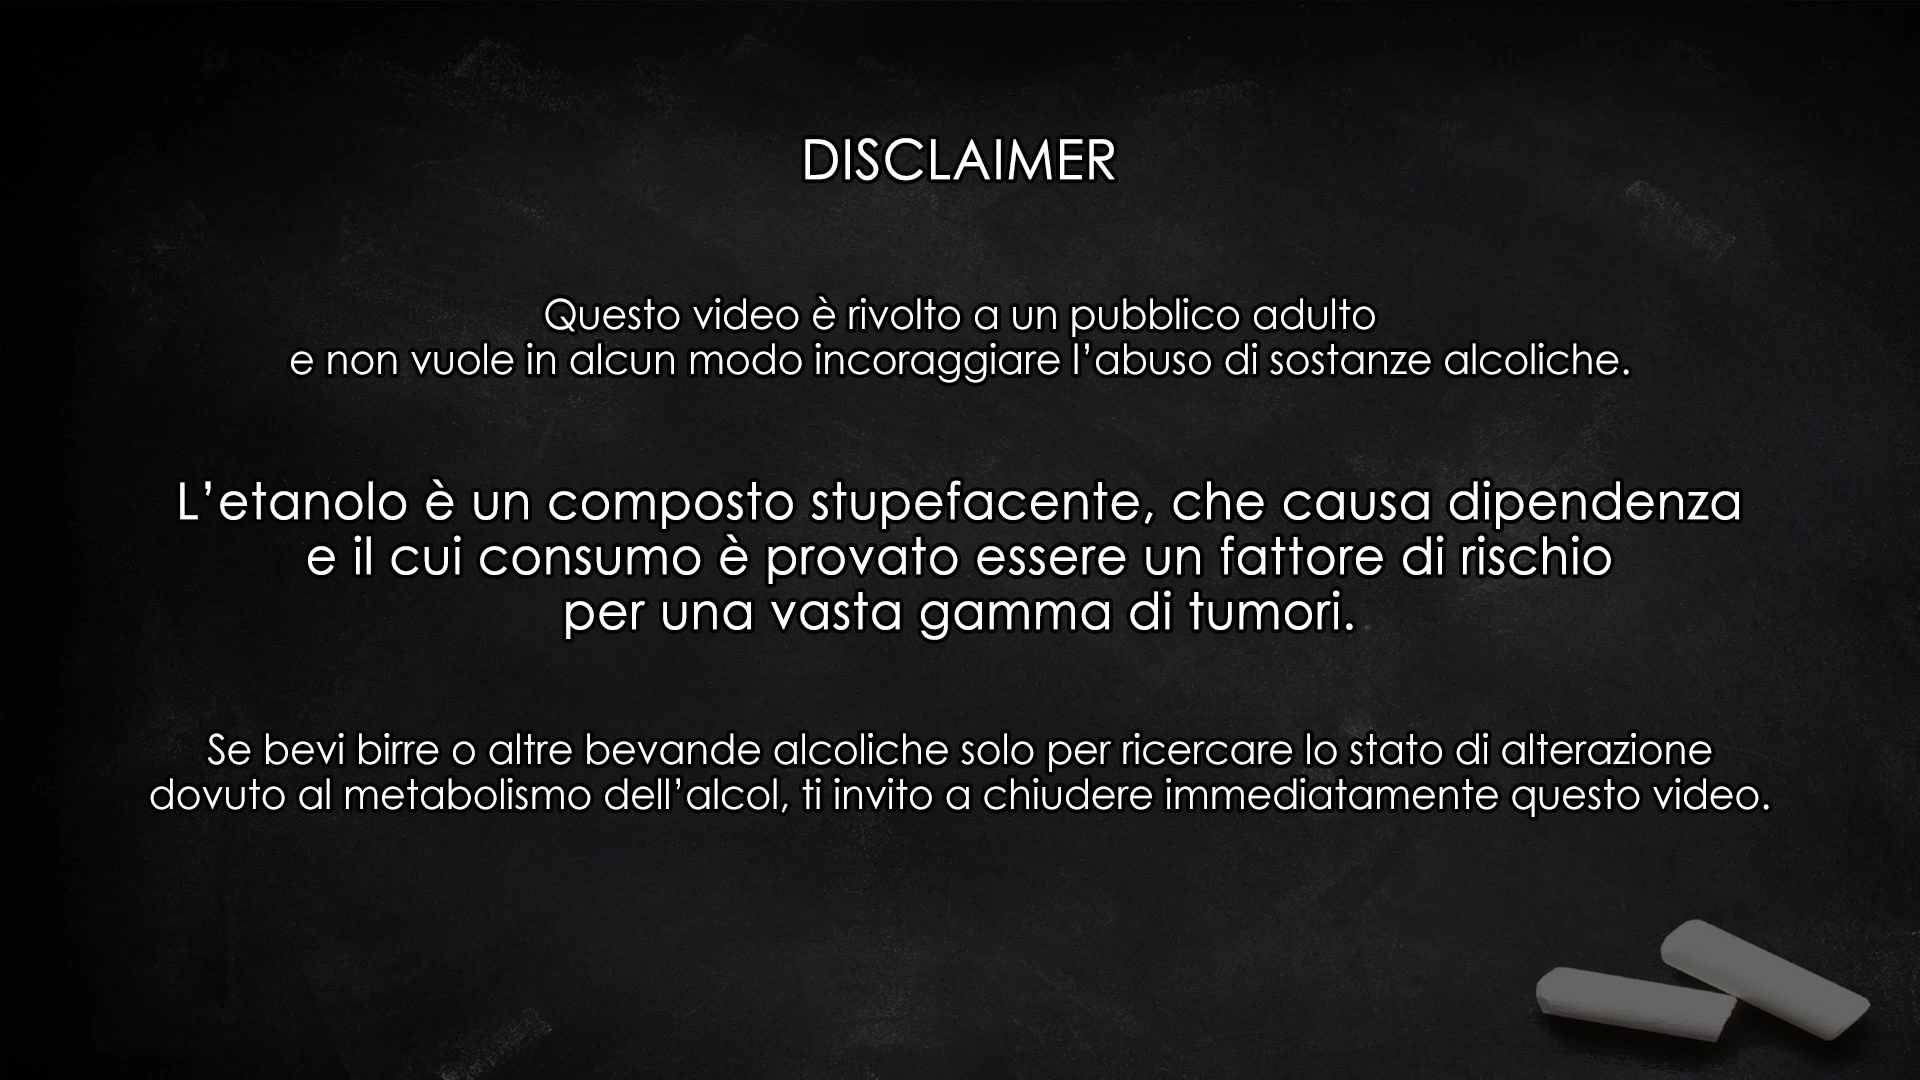 DISCLAIMER
Questo video è rivolto a un pubblico adulto
e non vuole in alcun modo incoraggiare l’abuso di sostanze alcoliche.
L’etanolo è un composto stupefacente, che causa dipendenza
e il cui consumo è provato essere un fattore di rischio
per una vasta gamma di tumori.
Se bevi birre o altre bevande alcoliche solo per ricercare lo stato di alterazione
dovuto al metabolismo dell’alcol, ti invito a chiudere immediatamente questo video.